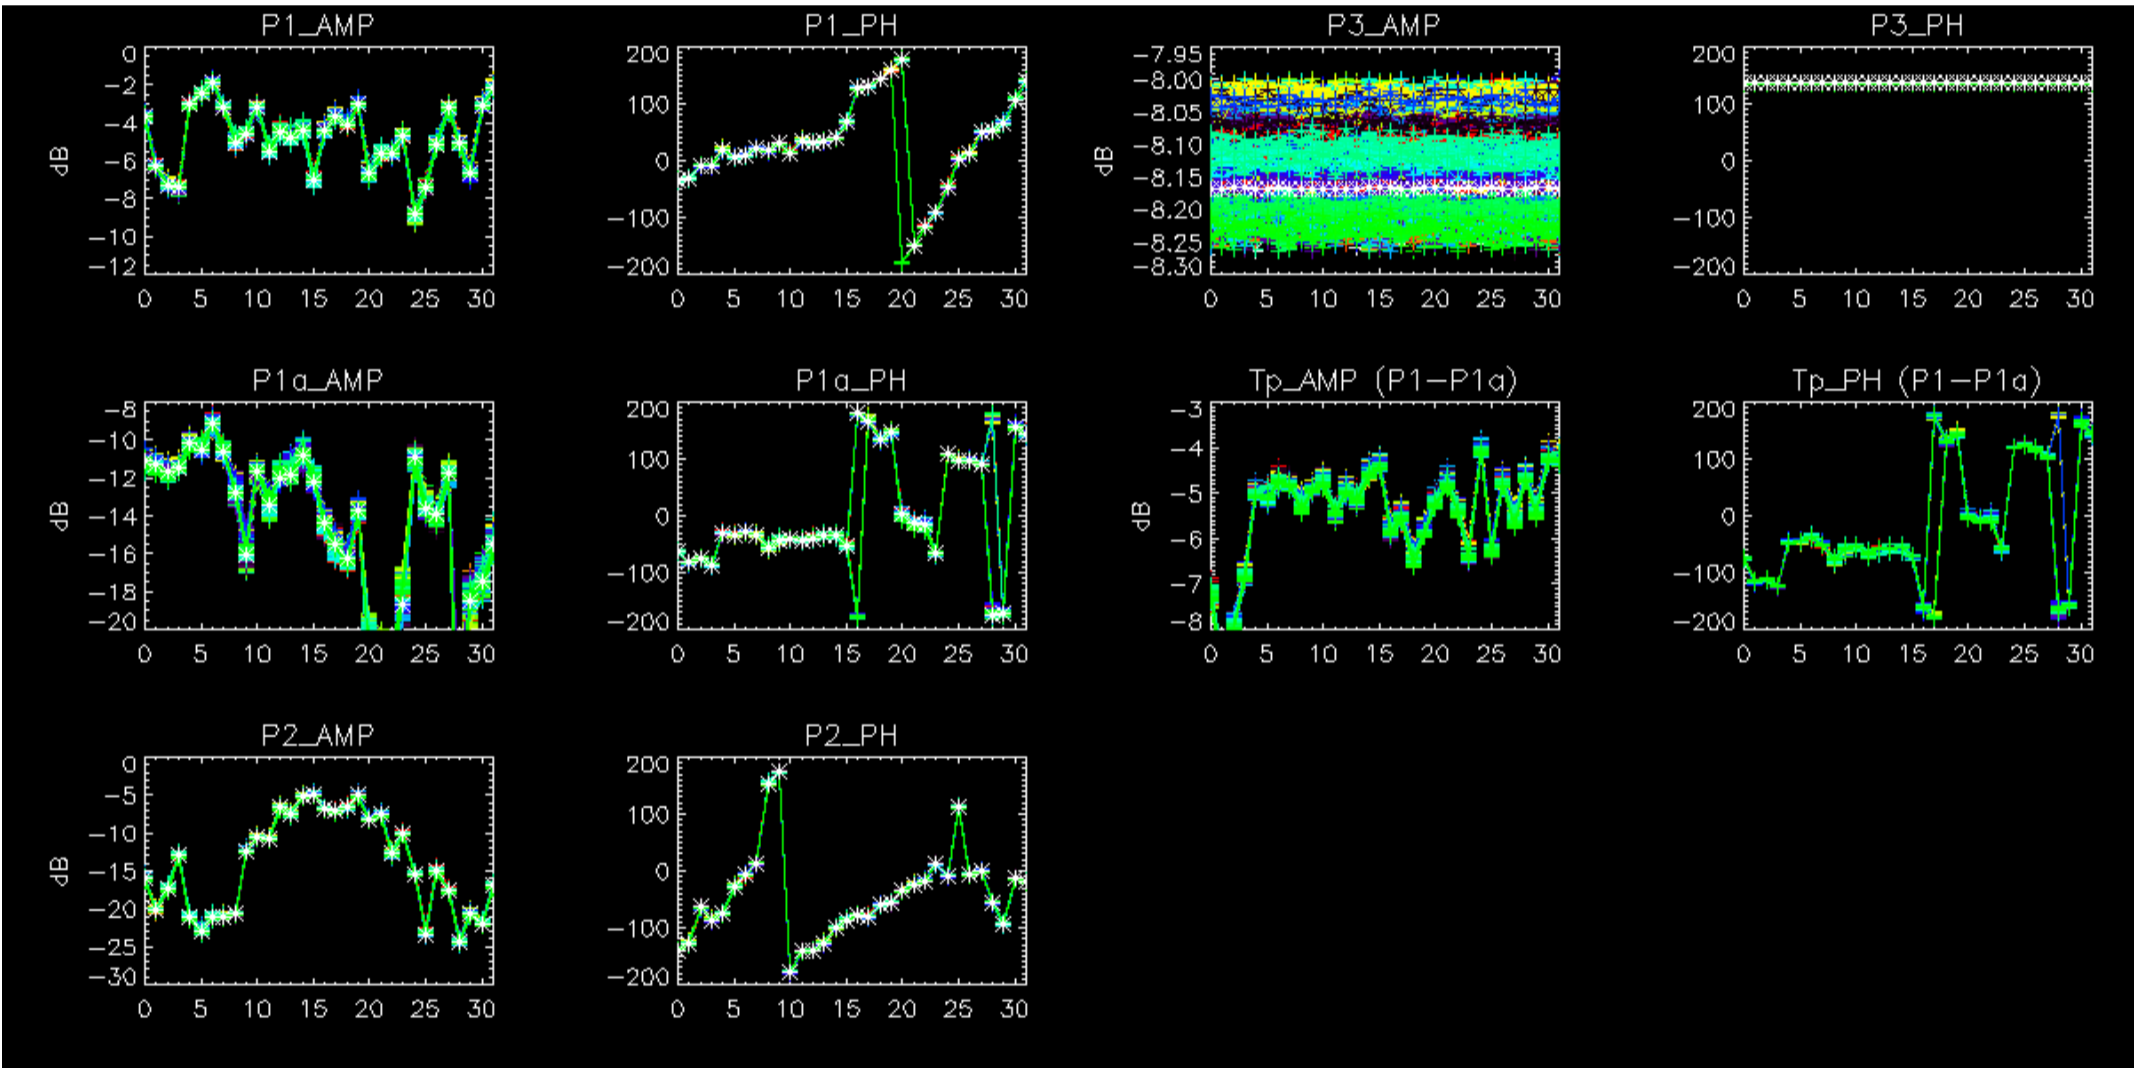 P1_AMP P1_PH P3_AMP P3_PH
dB 0 −2 −4 −6 −8 −10 −12
200 100 0 −100 −200
dB −7.95 −8.00 −8.05 −8.10 −8.15 −8.20 −8.25 −8.30
200 100 0 −100 −200
0 5 10 15 20 25 30 0 5 10 15 20 25 30 0 5 10 15 20 25 30 0 5 10 15 20 25 30
P1a_AMP P1a_PH Tp_AMP (P1−P1a) Tp_PH (P1−P1a)
dB −8 −10 −12 −14 −16 −18 −20
200 100 0 −100 −200
dB −3 −4 −5 −6 −7 −8
200 100 0 −100 −200
0 5 10 15 20 25 30 0 5 10 15 20 25 30 0 5 10 15 20 25 30 0 5 10 15 20 25 30
P2_AMP P2_PH
dB 0 −5 −10 −15 −20 −25 −30
200 100 0 −100 −200
0 5 10 15 20 25 30 0 5 10 15 20 25 30